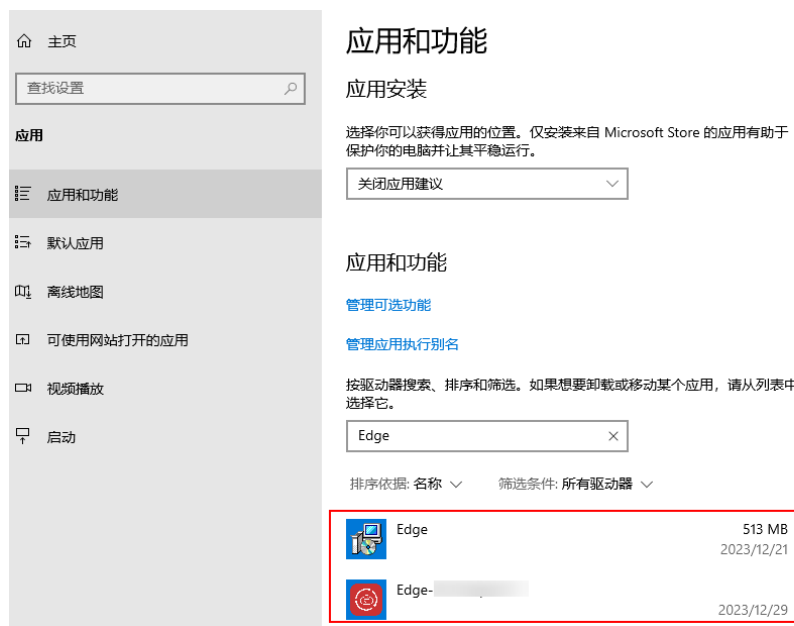 主页
查找设置
应用
应用和功能
默认应用
离线地图
可使用网站打开的应用
视频播放
启动
应用和功能
应用安装
选择你可以获得应用的位置。仅安装来自 Microsoft Store 的应用有助于
保护你的电脑并让其平稳运行。
关闭应用建议
应用和功能
管理可选功能
管理应用执行别名
按驱动器搜索、排序和筛选。如果想要卸载或移动某个应用，请从列表中
选择它。
Edge
排序依据: 名称 筛选条件: 所有驱动器
Edge 513 MB
2023/12/21
Edge-
2023/12/29